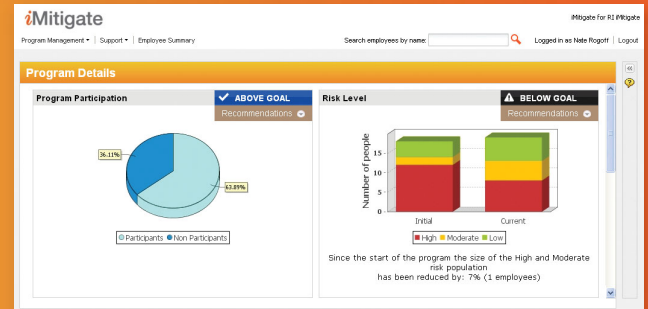 iMitigate
iMitigate for RI iMitigate
Program Management | Support | Employee Summary
Search employees by name:
Logged in as Nate Rogoff | Logout
Program Details
Program Participation
ABOVE GOAL
Recommendations
36.11%
63.89%
Participants Non Participants
Risk Level
BELOW GOAL
Recommendations
Number of people
15
10
5
0
Initial Current
High Moderate Low
Since the start of the program the size of the High and Moderate
risk population
has been reduced by: 7% (1 employees)